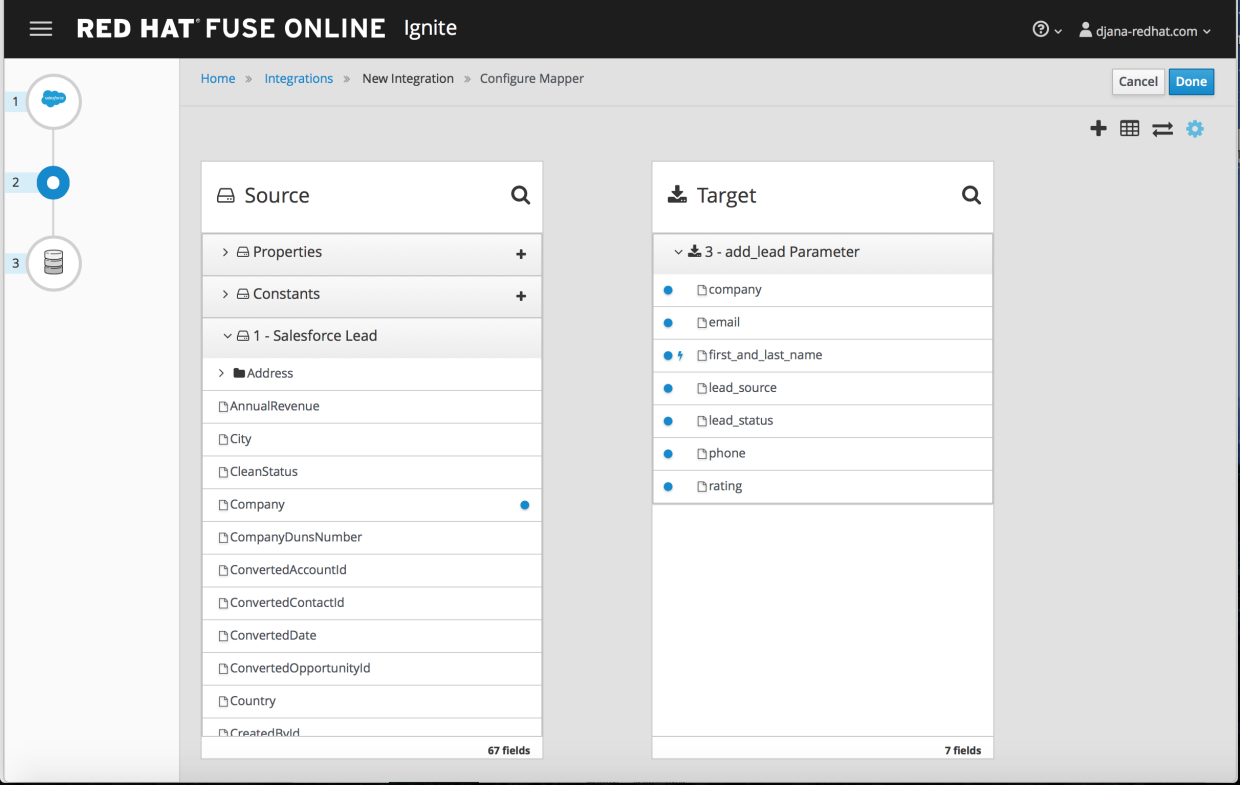 RED HAT® FUSE ONLINE Ignite
djana-redhat.com
Home » Integrations » New Integration » Configure Mapper
Cancel Done
1
salesforce
2
3
Source
Properties
Constants
1 - Salesforce Lead
Address
AnnualRevenue
City
CleanStatus
Company
CompanyDunsNumber
ConvertedAccountId
ConvertedContactId
ConvertedDate
ConvertedOpportunityId
Country
CreatedById
67 fields
Target
3 - add_lead Parameter
company
email
first_and_last_name
lead_source
lead_status
phone
rating
7 fields